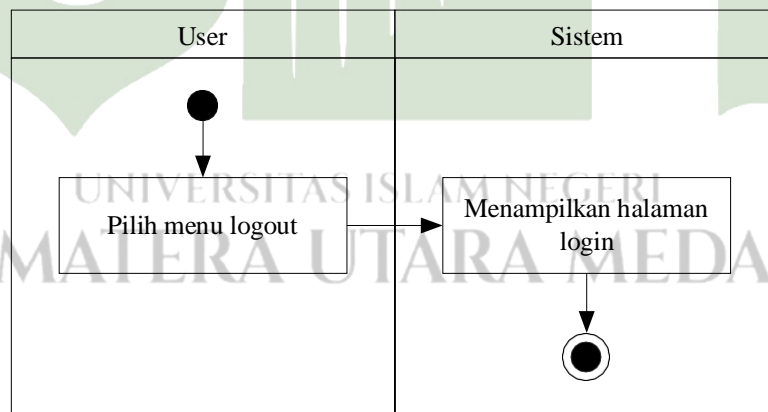 User
Sistem
UNIVERSITAS ISLAM NEGERI
Pilih menu logout
Menampilkan halaman
login
MATERA UTARA MEDA